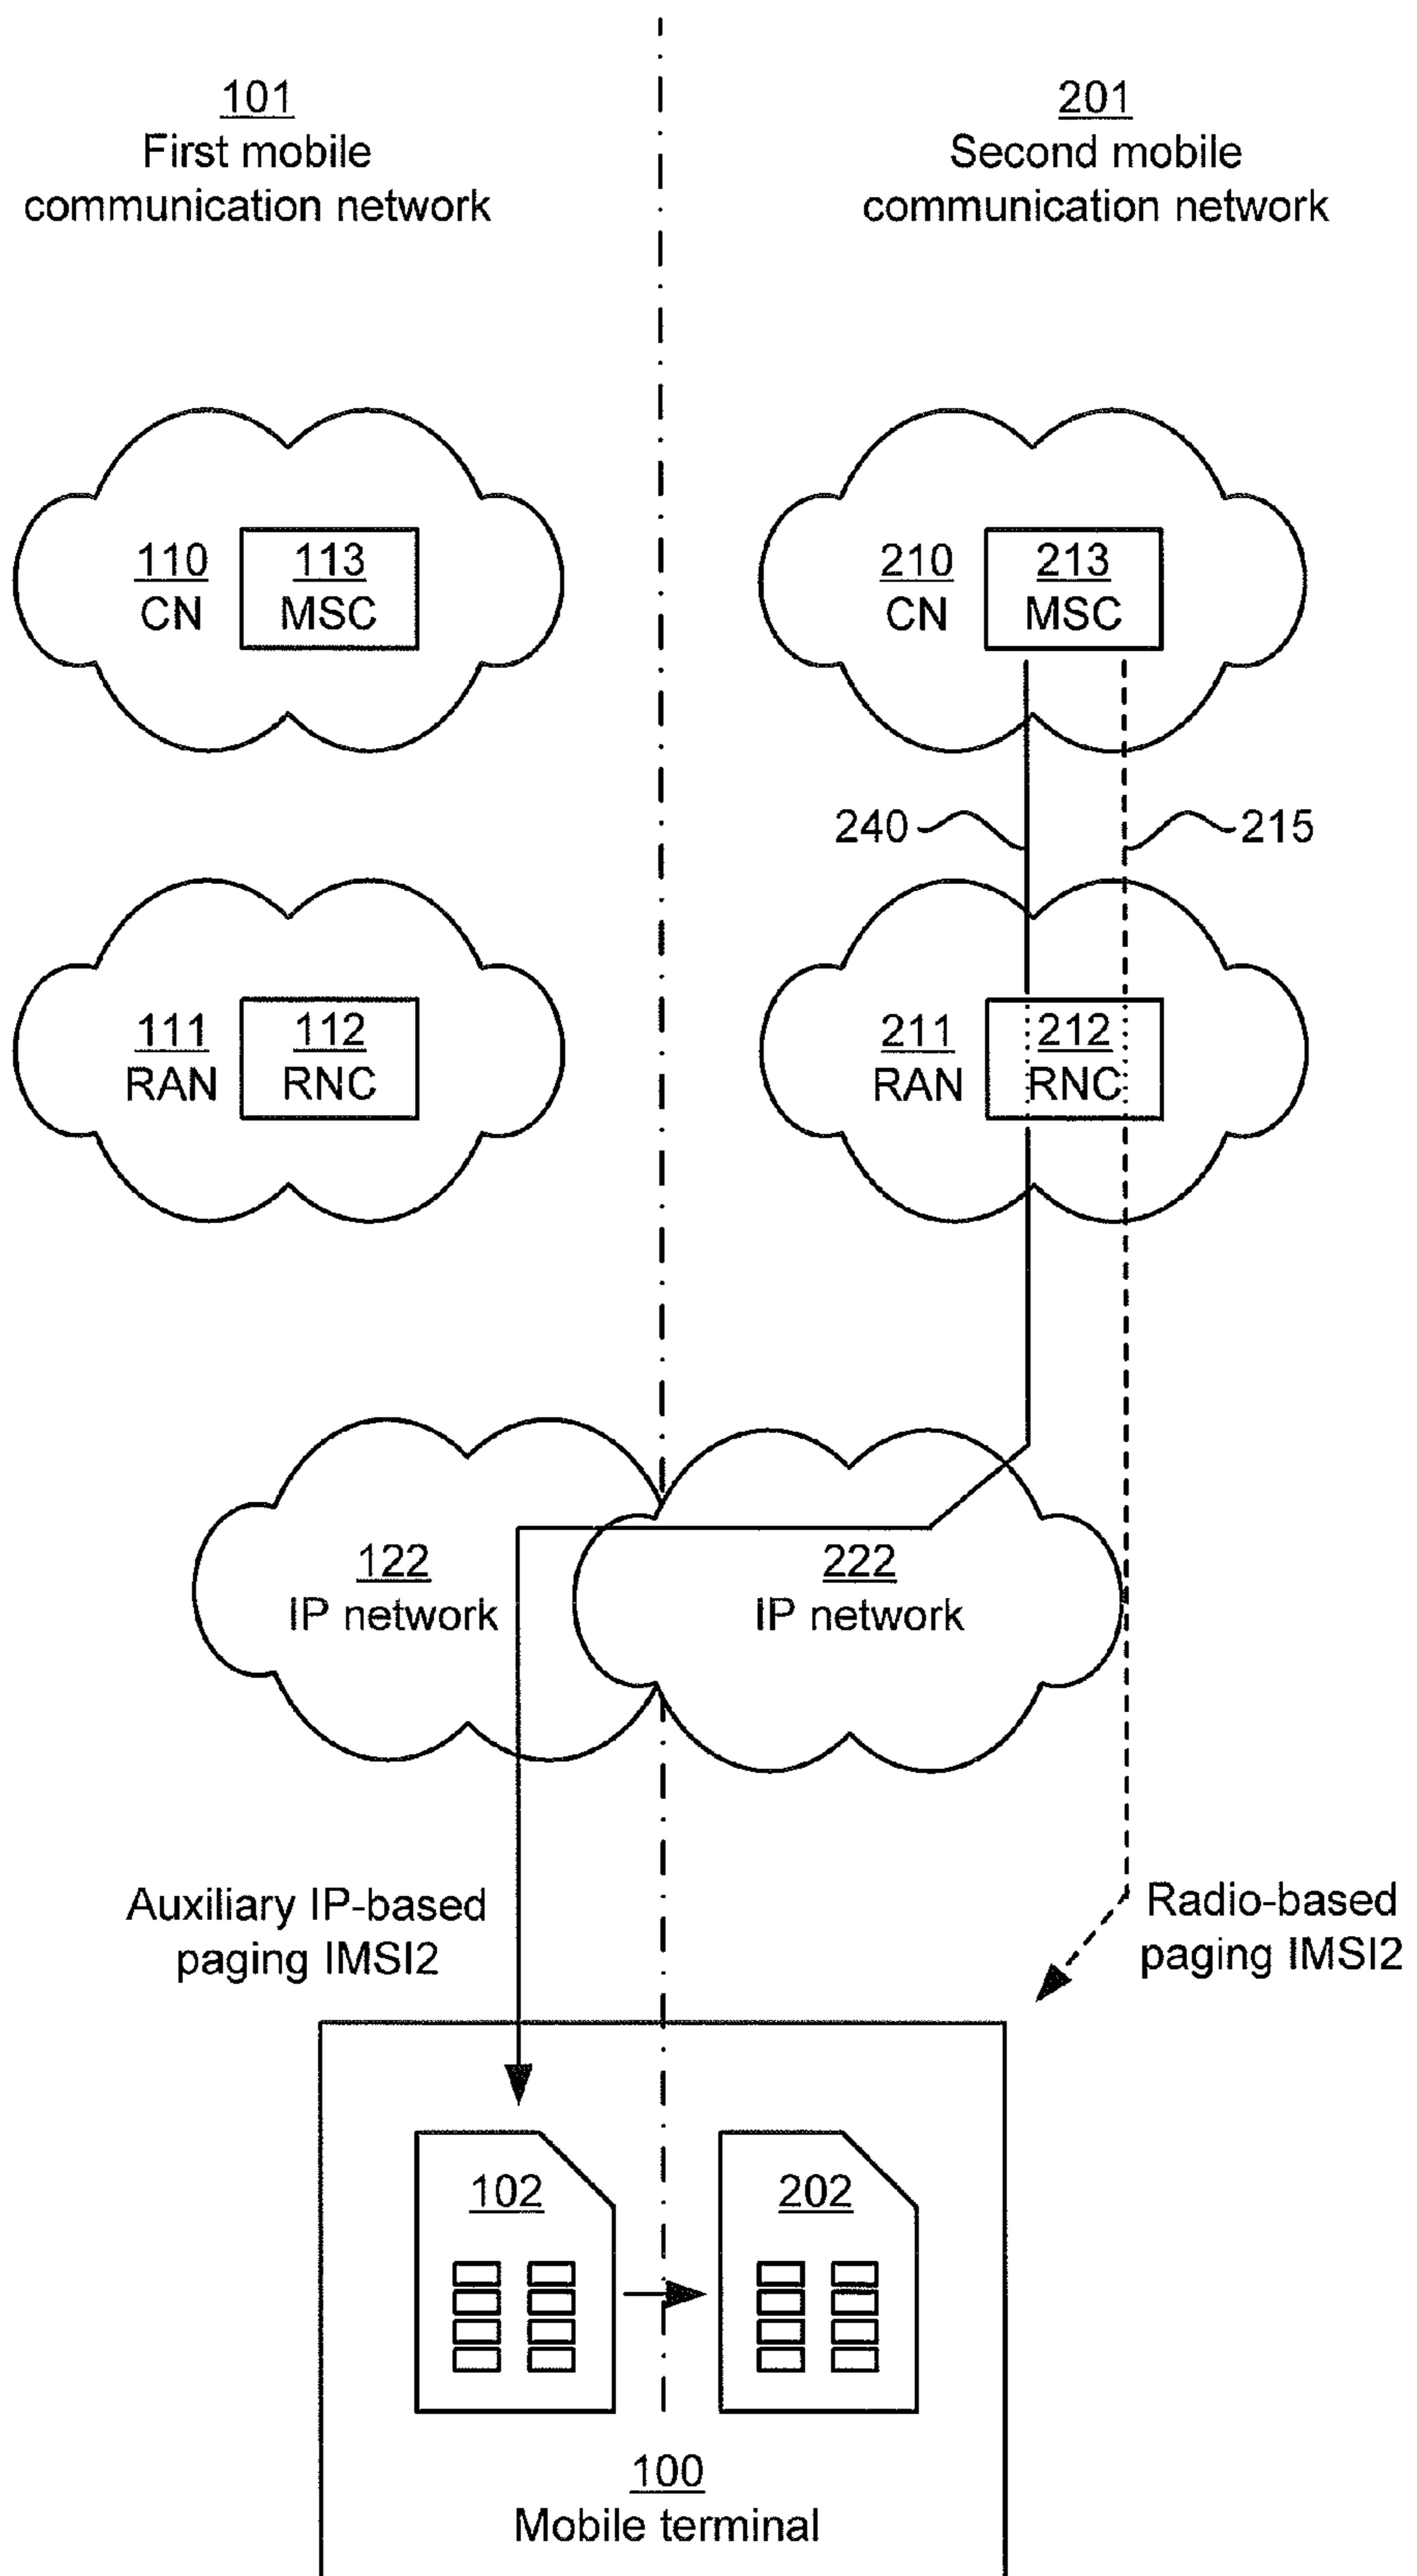 101
First mobile
communication network
201
Second mobile
communication network
110
CN
113
MSC
210
CN
213
MSC
240
215
111
RAN
112
RNC
211
RAN
212
RNC
122
IP network
222
IP network
Auxiliary IP-based
paging IMSI2
Radio-based
paging IMSI2
102
202
100
Mobile terminal